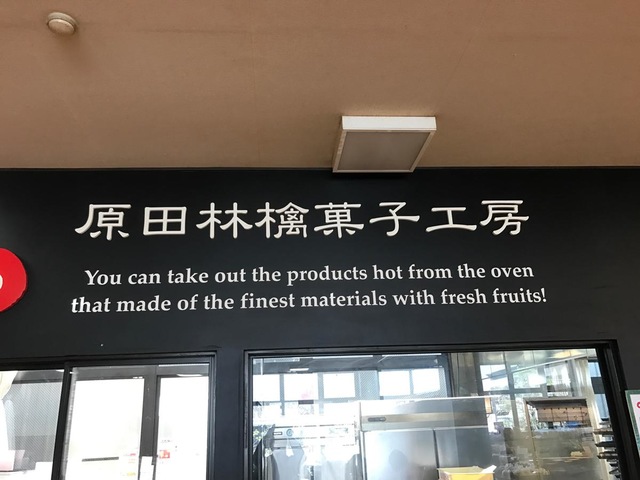 原田林檎菓子工房
You can take out the products hot from the oven
that made of the finest materials with fresh fruits!